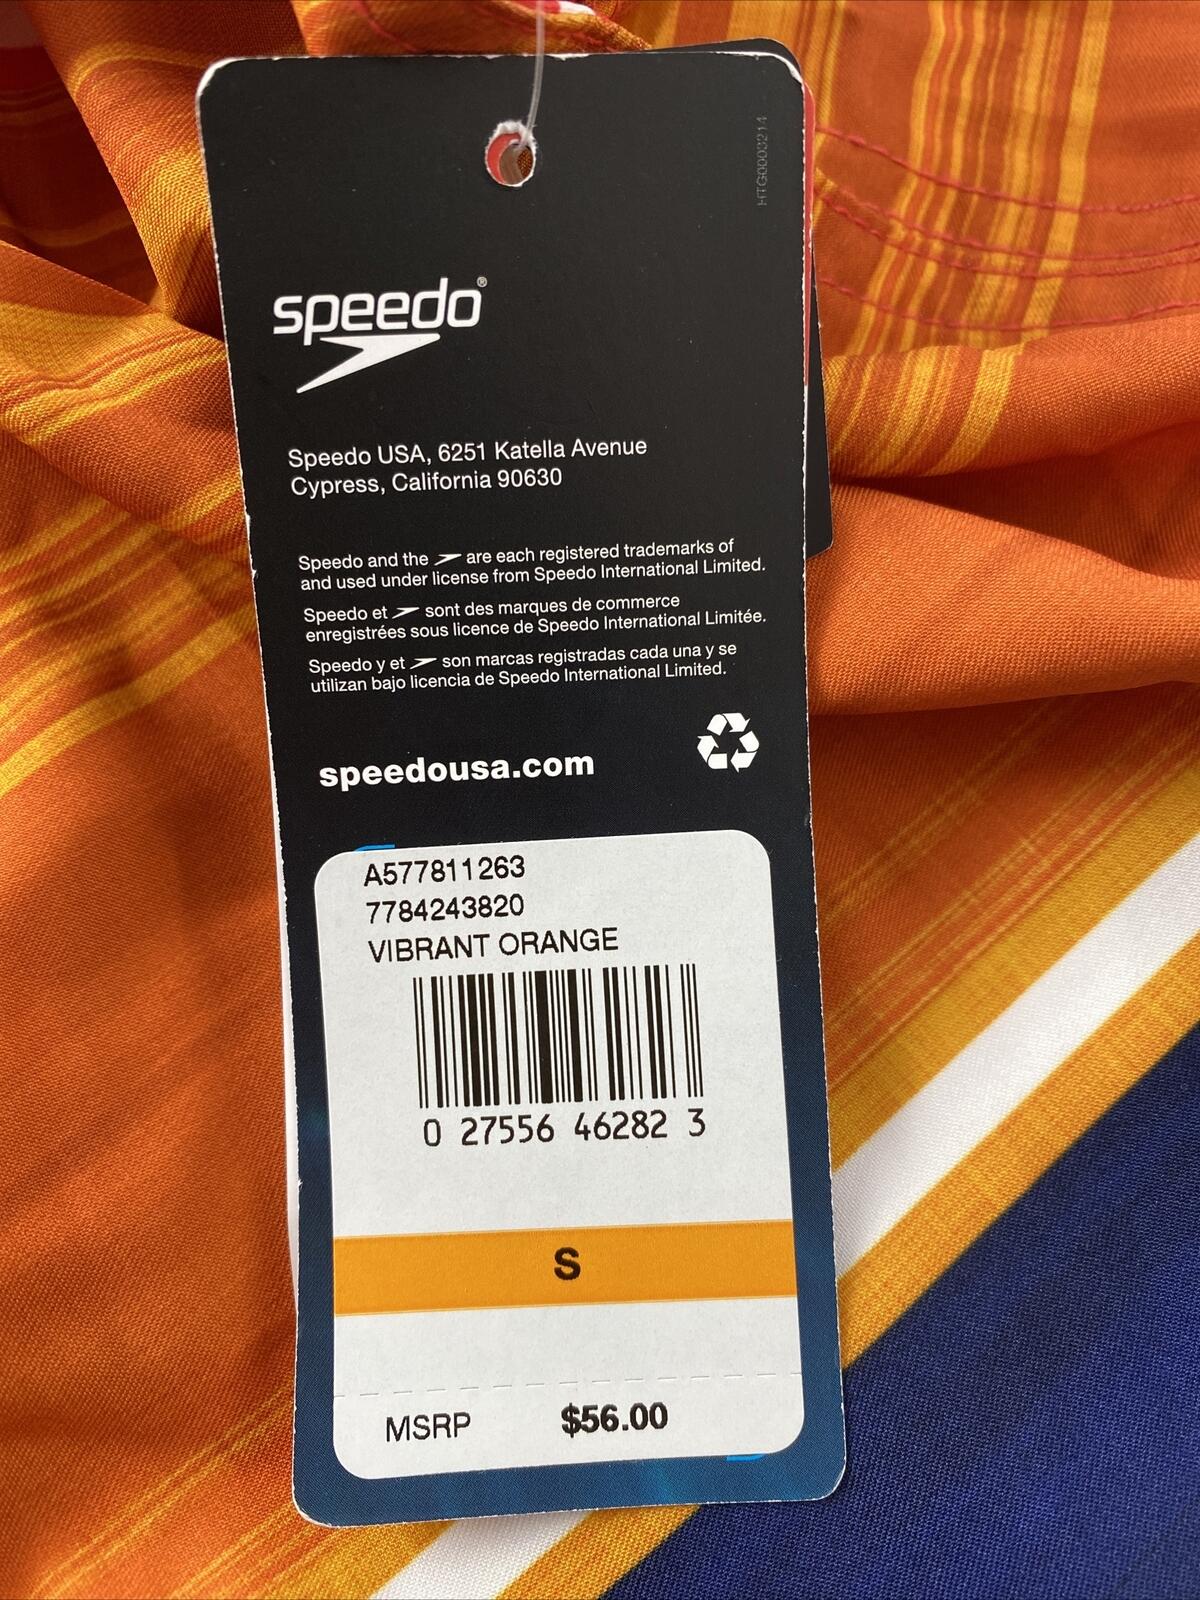 HTG0003214
speedo®
Speedo USA, 6251 Katella Avenue
Cypress, California 90630
Speedo and the are each registered trademarks of
and used under license from Speedo International Limited.
Speedo et sont des marques de commerce
enregistrées sous licence de Speedo International Limitée.
Speedo y et son marcas registradas cada una y se
utilizan bajo licencia de Speedo International Limited.
speedousa.com
A577811263
7784243820
VIBRANT ORANGE
0 27556 46282 3
S
MSRP $56.00